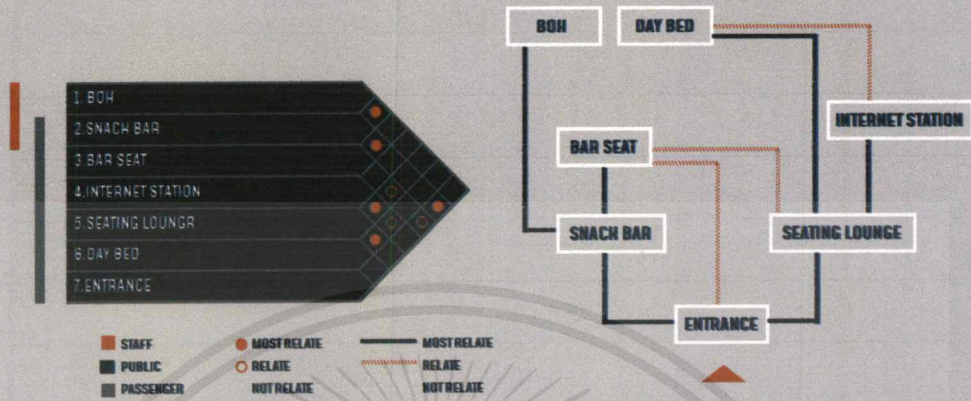 1. BOH
2.SNACH BAR
3.BAR SEAT
4.INTERNET STATION
5.SEATING LOUNGR
6.DAY BED
7.ENTRANCE
STAFF
PUBLIC
PASSENGER
MOST RELATE
RELATE
NOT RELATE
MOST RELATE
RELATE
NOT RELATE
BOH
DAY BED
INTERNET STATION
BAR SEAT
SNACH BAR
SEATING LOUNGE
ENTRANCE